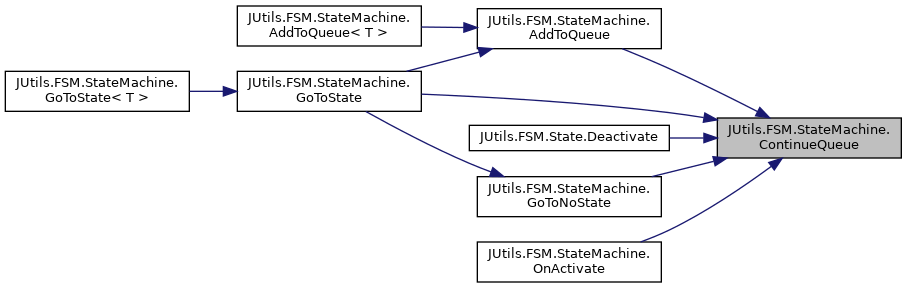 JUtils.FSM.StateMachine.
AddToQueue< T >
JUtils.FSM.StateMachine.
AddToQueue
JUtils.FSM.StateMachine.
GoToState< T >
JUtils.FSM.StateMachine.
GoToState
JUtils.FSM.State.Deactivate
JUtils.FSM.StateMachine.
ContinueQueue
JUtils.FSM.StateMachine.
GoToNoState
JUtils.FSM.StateMachine.
OnActivate